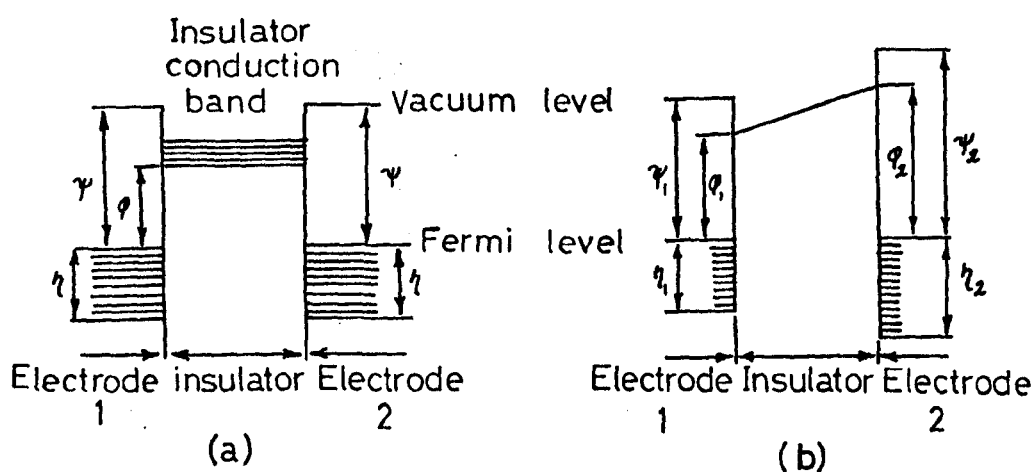 Insulator
conduction
band
Vacuum level
ψ
φ
ψ
Fermi level
η
η
Electrode insulator Electrode
1
2
(a)
ψ₁
φ₁
φ₂
ψ₂
η₁
η₂
Electrode Insulator Electrode
1
2
(b)